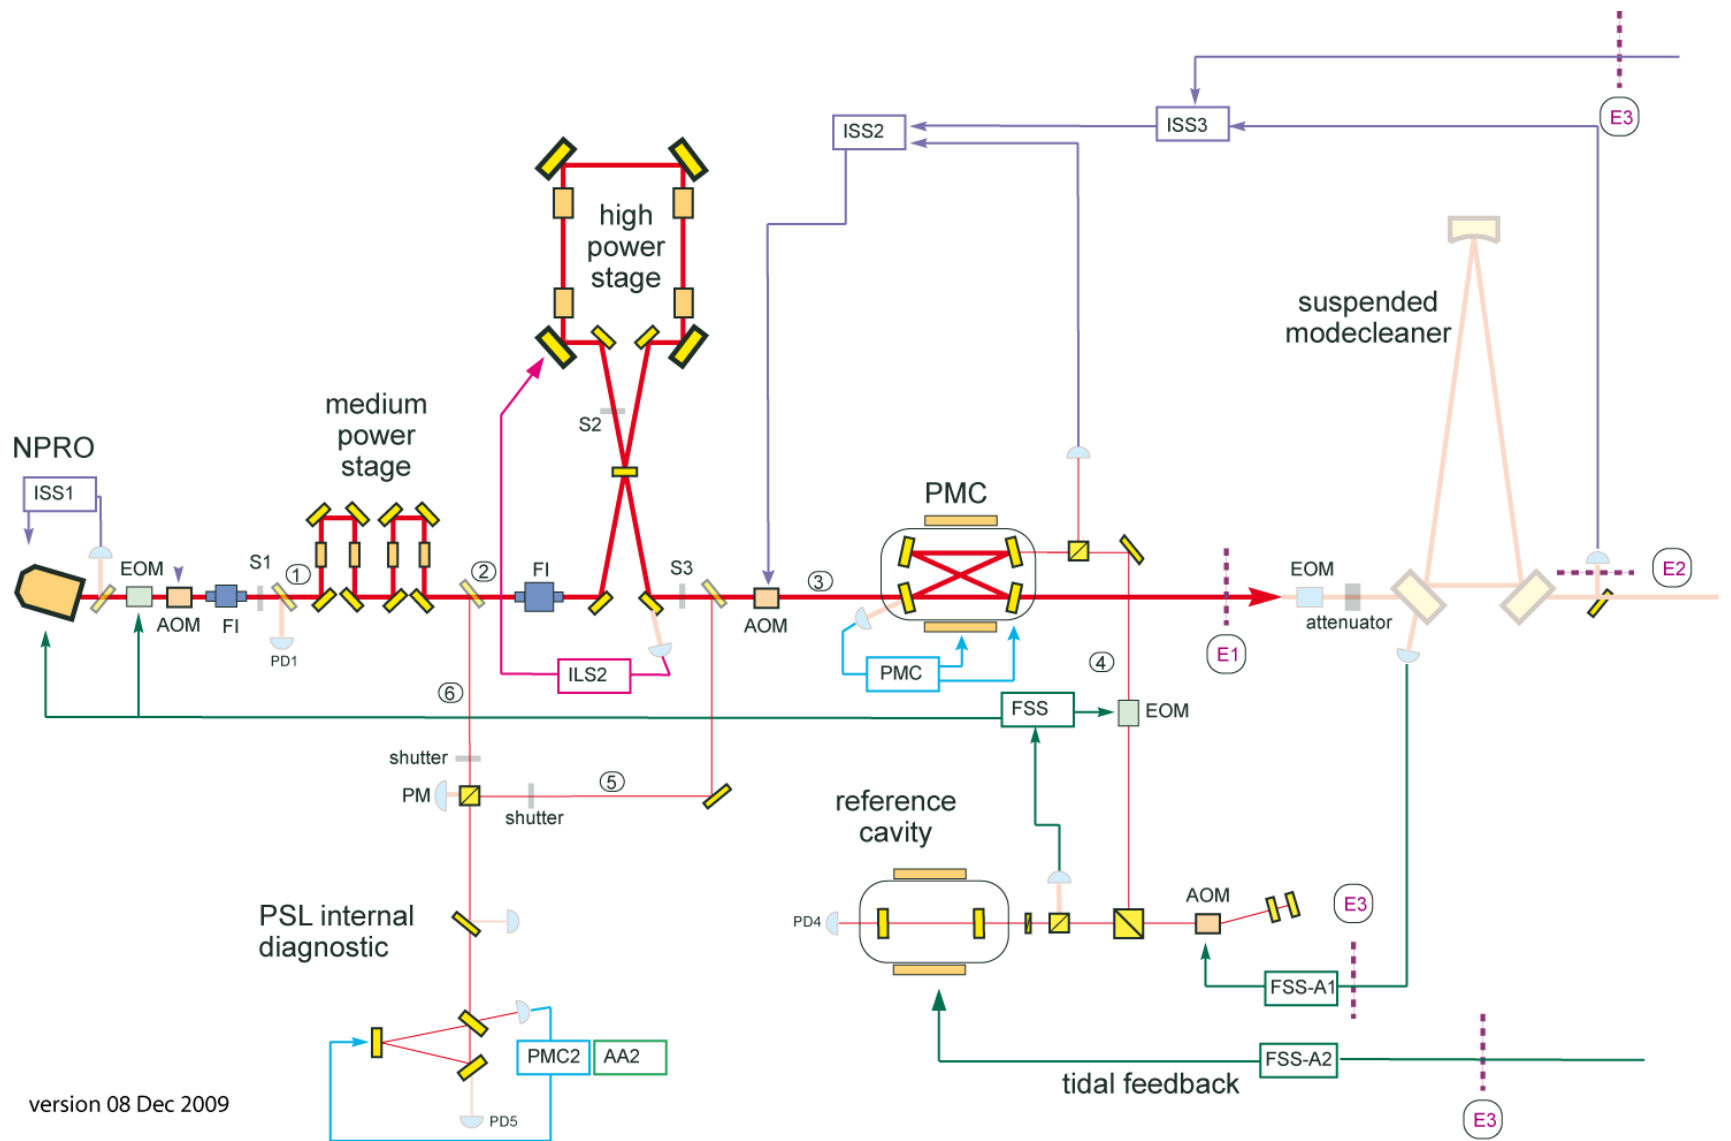 E3
ISS2
ISS3
high
power
stage
suspended
modecleaner
medium
power
stage
S2
NPRO
ISS1
PMC
EOM
S1
1
2
FI
S3
3
EOM
E2
AOM
FI
AOM
attenuator
PD1
E1
4
ILS2
PMC
6
FSS
EOM
shutter
5
PM
shutter
reference
cavity
AOM
E3
PSL internal
diagnostic
PD4
FSS-A1
PMC2
AA2
FSS-A2
tidal feedback
version 08 Dec 2009
PD5
E3